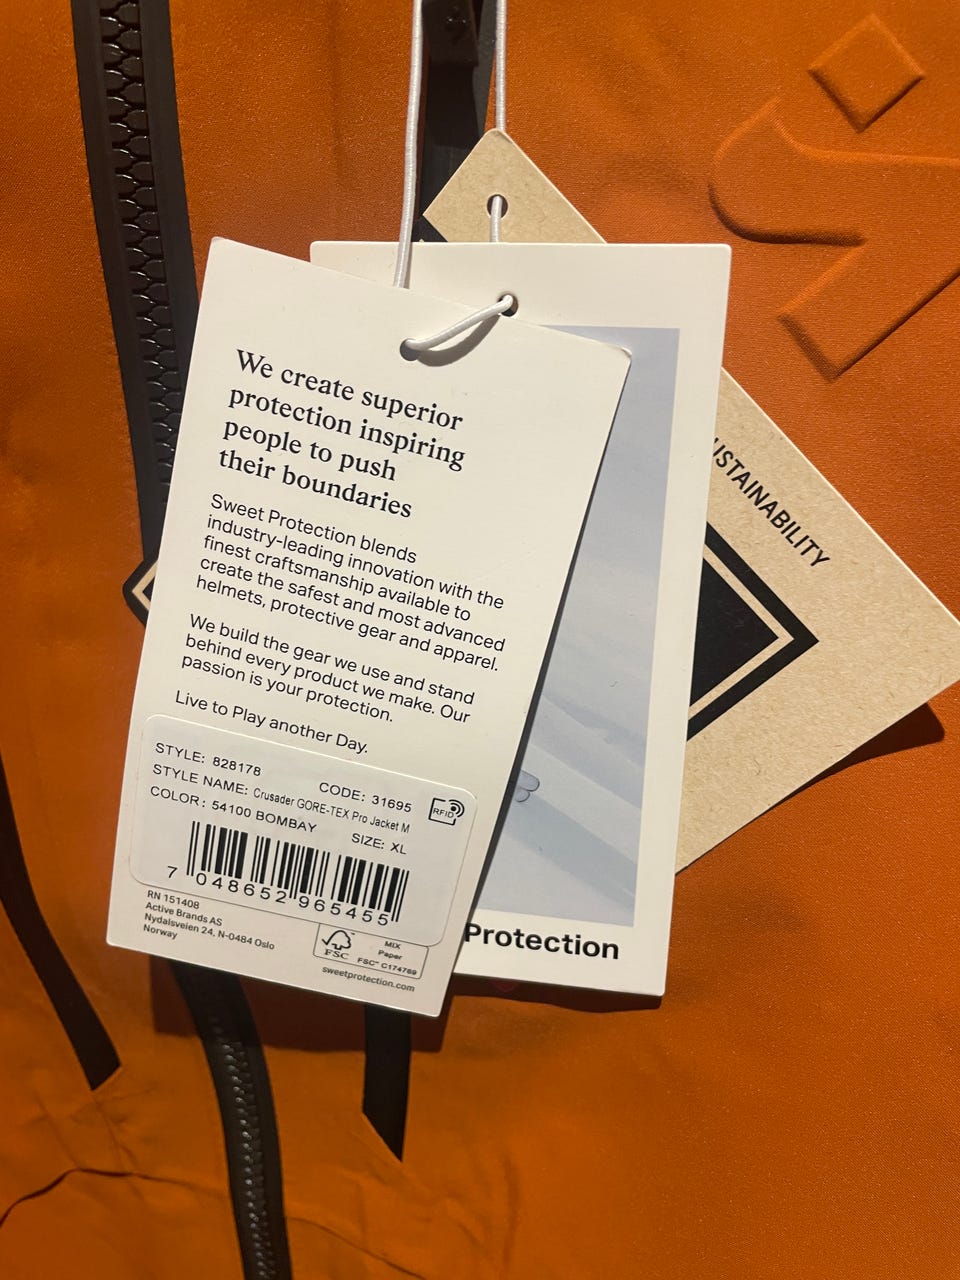 We create superior
protection inspiring
people to push
their boundaries
Sweet Protection blends
industry-leading innovation with the
finest craftsmanship available to
create the safest and most advanced
helmets, protective gear and apparel.
We build the gear we use and stand
behind every product we make. Our
passion is your protection.
Live to Play another Day.
STYLE: 828178 CODE: 31695
STYLE NAME: Crusader GORE-TEX Pro Jacket M
COLOR: 54100 BOMBAY SIZE: XL
RFID
7 048652 965455
RN 151408
Active Brands AS
Nydalsveien 24, N-0484 Oslo
Norway
FSC™
MIX
Paper
FSC™ C174769
sweetprotection.com
Protection
USTAINABILITY